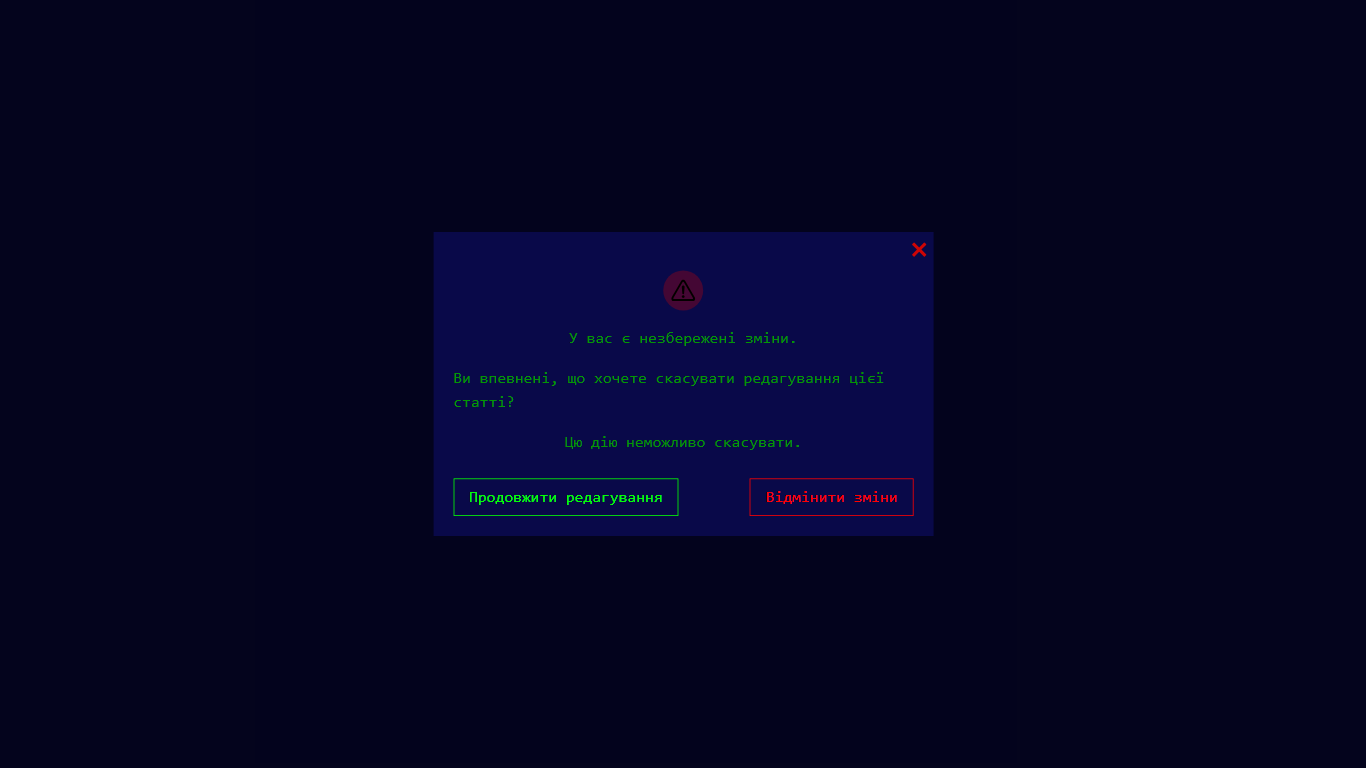 У вас є незбережені зміни.
Ви впевнені, що хочете скасувати редагування цієї
статті?
Цю дію неможливо скасувати.
Продовжити редагування
Відмінити зміни